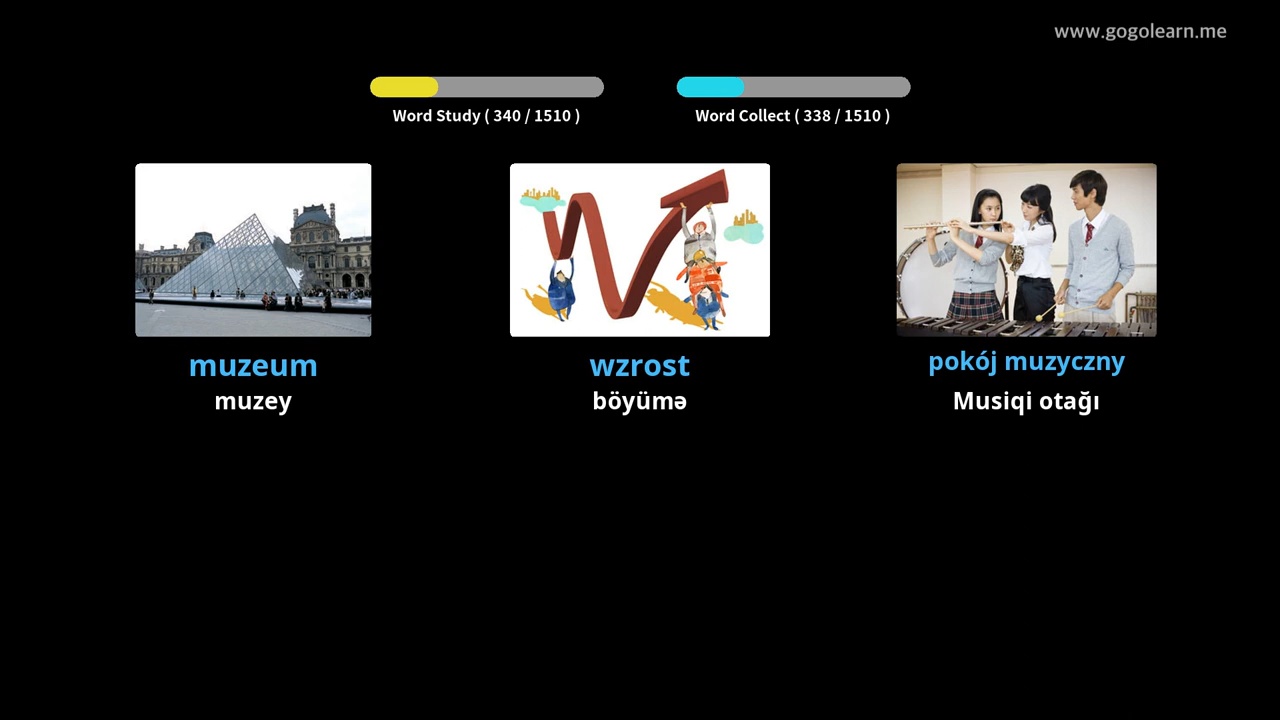 www.gogolearn.me
Word Study ( 340 / 1510 )
Word Collect ( 338 / 1510 )
muzeum
muzey
wzrost
böyümə
pokój muzyczny
Musiqi otağı